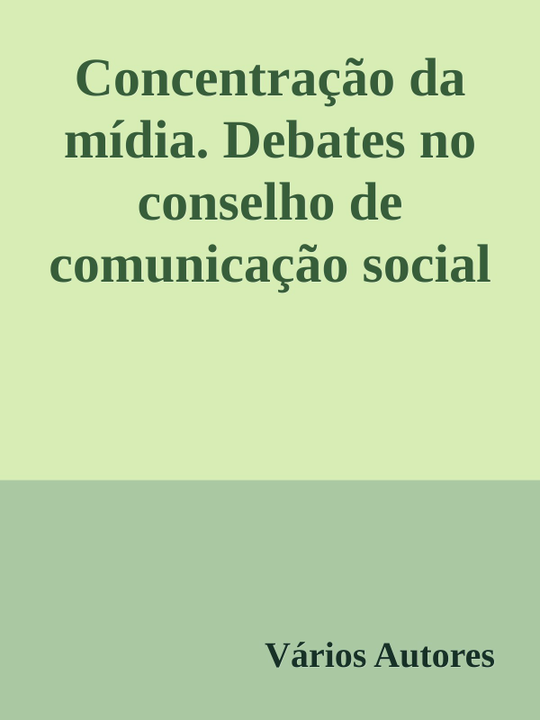 Concentração da
mídia. Debates no
conselho de
comunicação social
Vários Autores